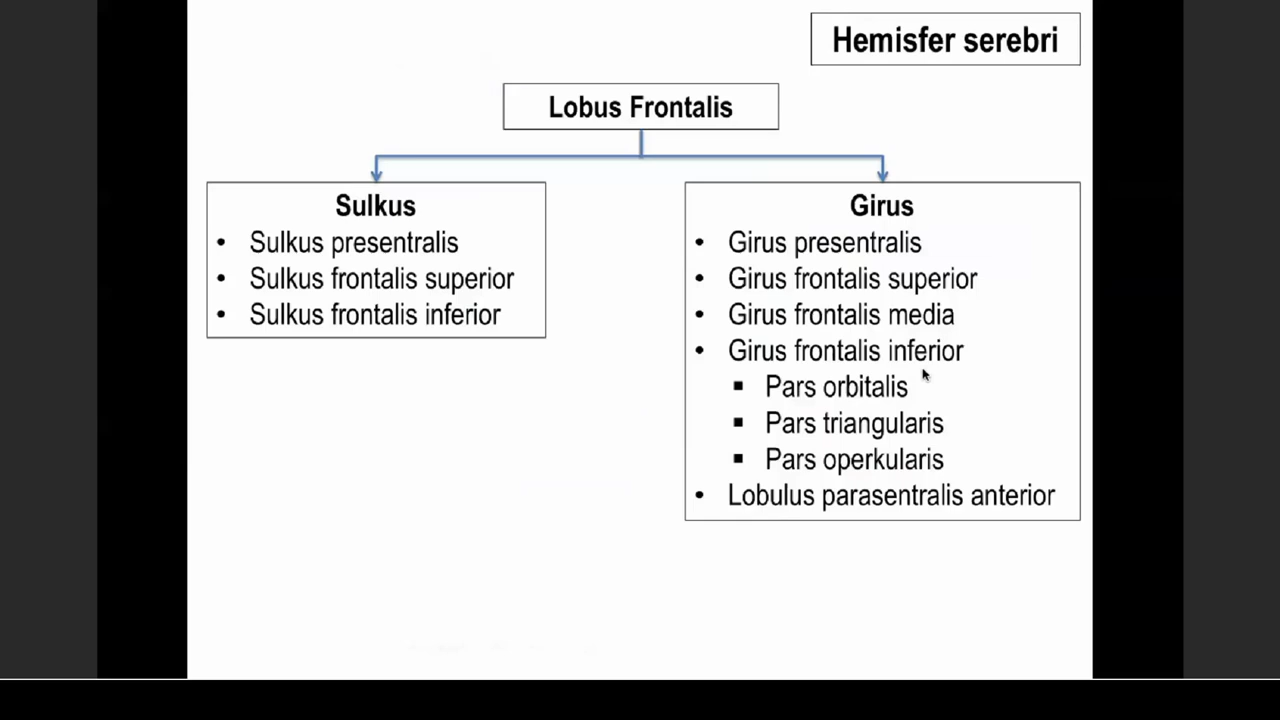 Hemisfer serebri
Lobus Frontalis
Sulkus
• Sulkus presentralis
• Sulkus frontalis superior
• Sulkus frontalis inferior
Girus
• Girus presentralis
• Girus frontalis superior
• Girus frontalis media
• Girus frontalis inferior
▪ Pars orbitalis
▪ Pars triangularis
▪ Pars operkularis
• Lobulus parasentralis anterior